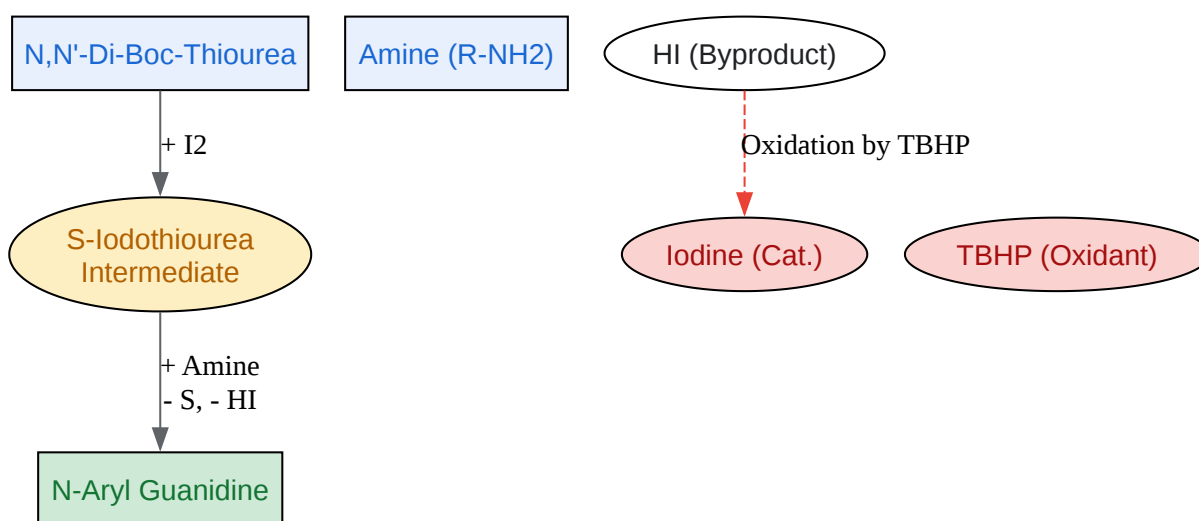 N,N'-Di-Boc-Thiourea
Amine (R-NH2)
HI (Byproduct)
+ I2
Oxidation by TBHP
S-Iodothiourea
Intermediate
Iodine (Cat.)
TBHP (Oxidant)
+ Amine
- S, - HI
N-Aryl Guanidine